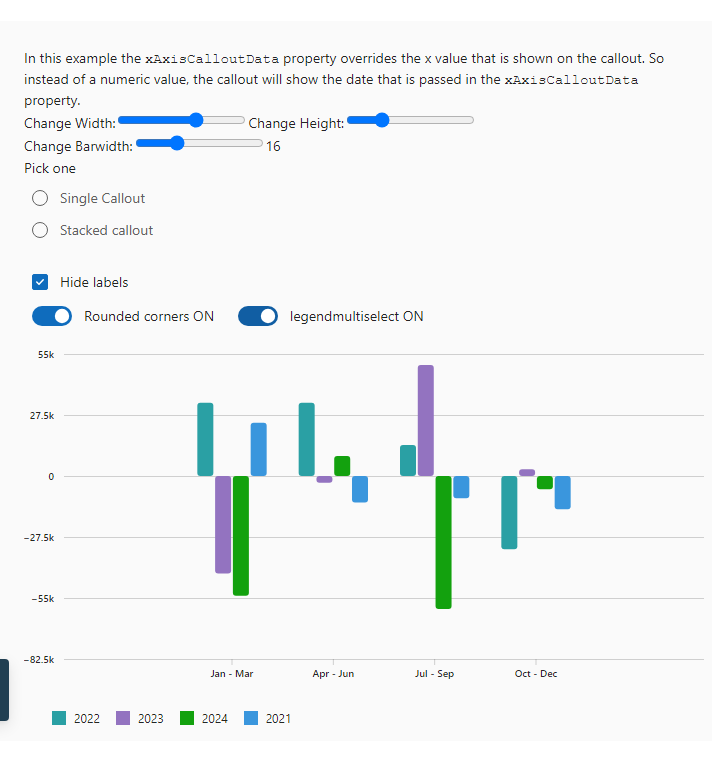 In this example the xAxisCalloutData property overrides the x value that is shown on the callout. So
instead of a numeric value, the callout will show the date that is passed in the xAxisCalloutData
property.
Change Width: Change Height:
Change Barwidth: 16
Pick one
Single Callout
Stacked callout
Hide labels
Rounded corners ON legendmultiselect ON
55k
27.5k
0
−27.5k
−55k
−82.5k
Jan - Mar Apr - Jun Jul - Sep Oct - Dec
2022 2023 2024 2021